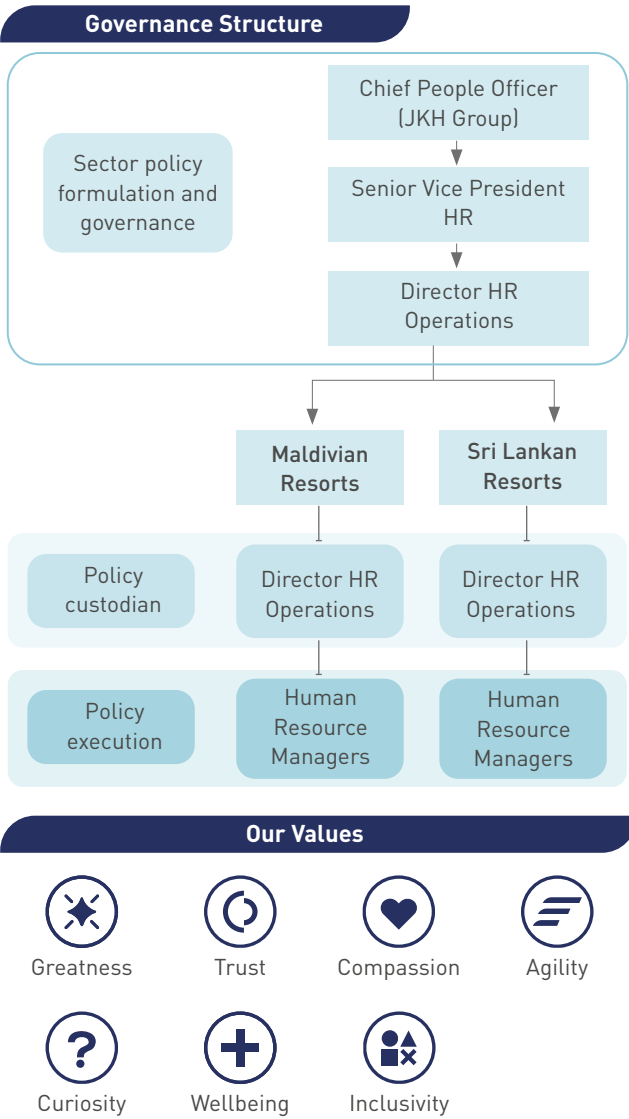 Governance Structure
Chief People Officer
(JKH Group)
Sector policy
formulation and
governance
Senior Vice President
HR
Director HR
Operations
Maldivian
Resorts
Sri Lankan
Resorts
Policy
custodian
Director HR
Operations
Director HR
Operations
Policy
execution
Human
Resource
Managers
Human
Resource
Managers
Our Values
Greatness
Trust
Compassion
Agility
?
Curiosity
Wellbeing
Inclusivity